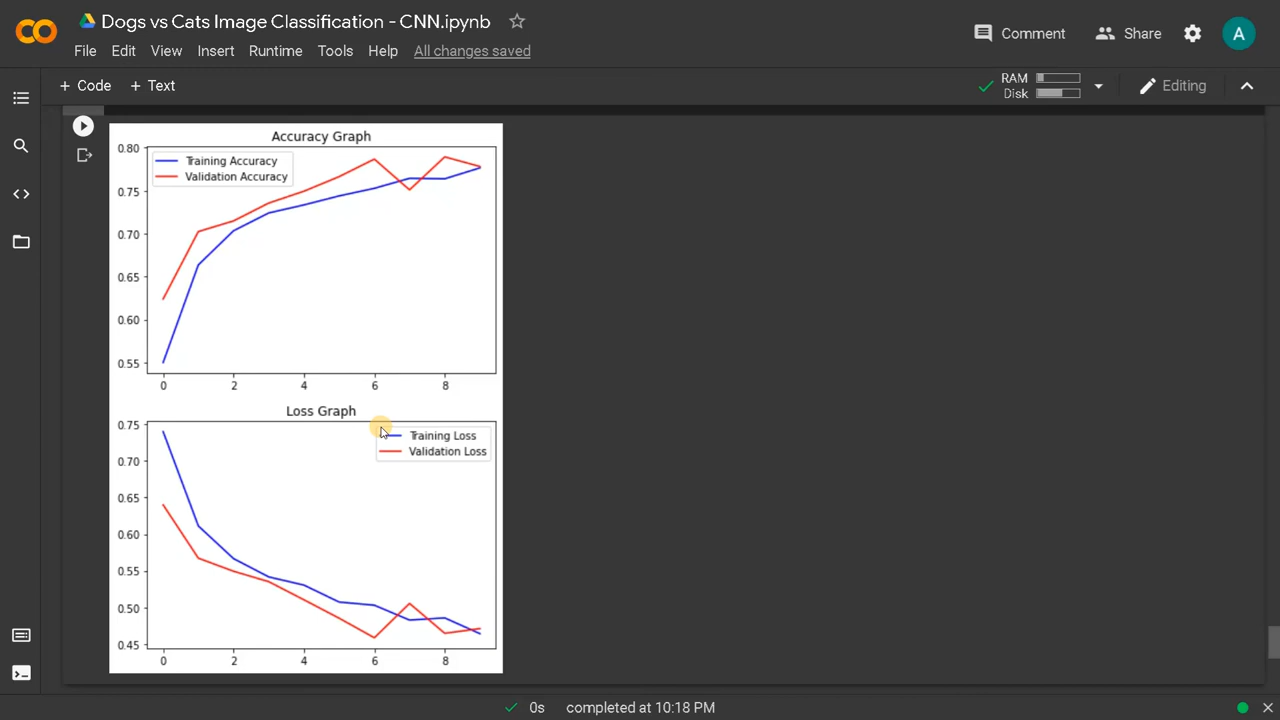 Dogs vs Cats Image Classification - CNN.ipynb
File Edit View Insert Runtime Tools Help All changes saved
Comment Share A
+ Code + Text
RAM
Disk
Editing
Accuracy Graph
Training Accuracy
Validation Accuracy
0.80
0.75
0.70
0.65
0.60
0.55
0 2 4 6 8
Loss Graph
Training Loss
Validation Loss
0.75
0.70
0.65
0.60
0.55
0.50
0.45
0 2 4 6 8
0s completed at 10:18 PM